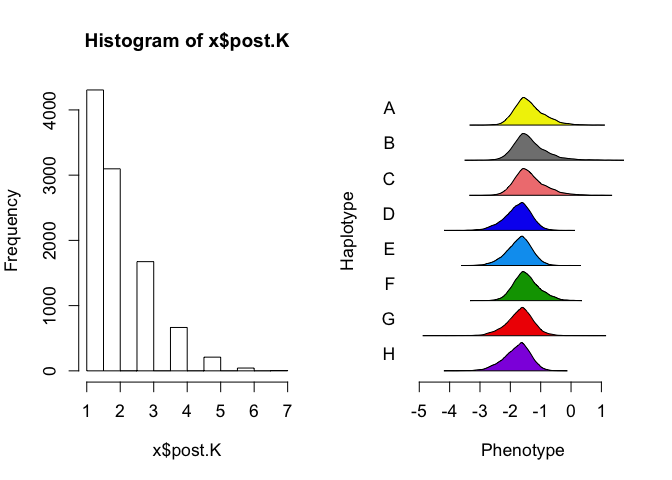 Histogram of x$post.K
Frequency
0
1000
2000
3000
4000
1 2 3 4 5 6 7
x$post.K
Haplotype
A
B
C
D
E
F
G
H
-5 -4 -3 -2 -1 0 1
Phenotype